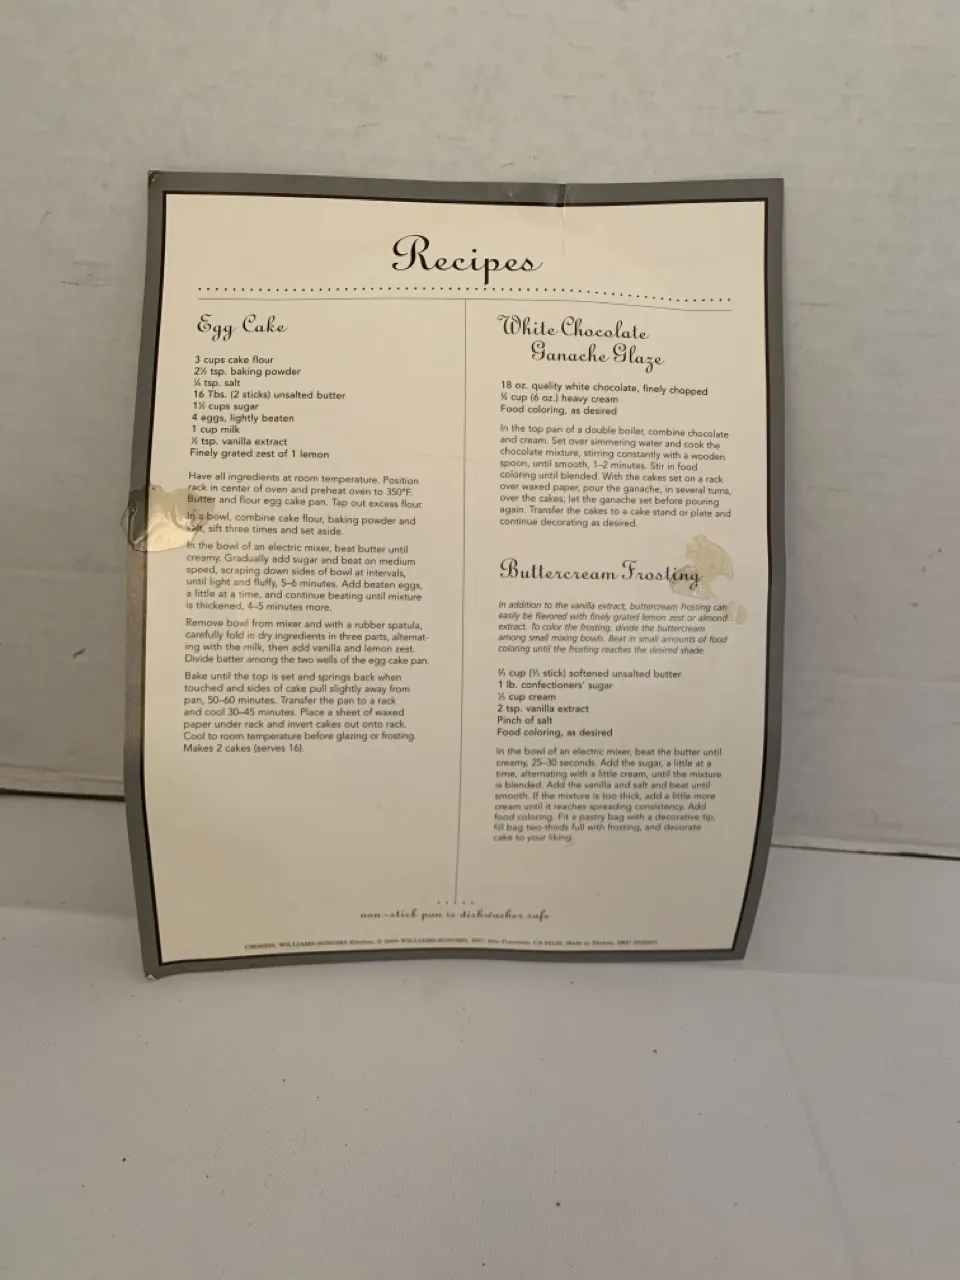 Recipes
Egg Cake
3 cups cake flour
2½ tsp. baking powder
¼ tsp. salt
16 Tbs. (2 sticks) unsalted butter
1½ cups sugar
4 eggs, lightly beaten
1 cup milk
½ tsp. vanilla extract
Finely grated zest of 1 lemon
Have all ingredients at room temperature. Position
rack in center of oven and preheat oven to 350°F.
Butter and flour egg cake pan. Tap out excess flour.
In a bowl, combine cake flour, baking powder and
salt, sift three times and set aside.
In the bowl of an electric mixer, beat butter until
creamy. Gradually add sugar and beat on medium
speed, scraping down sides of bowl at intervals,
until light and fluffy, 5–6 minutes. Add beaten eggs,
a little at a time, and continue beating until mixture
is thickened, 4–5 minutes more.
Remove bowl from mixer and with a rubber spatula,
carefully fold in dry ingredients in three parts, alternat-
ing with the milk, then add vanilla and lemon zest.
Divide batter among the two wells of the egg cake pan.
Bake until the top is set and springs back when
touched and sides of cake pull slightly away from
pan, 50–60 minutes. Transfer the pan to a rack
and cool 30–45 minutes. Place a sheet of waxed
paper under rack and invert cakes out onto rack.
Cool to room temperature before glazing or frosting.
Makes 2 cakes (serves 16).
White Chocolate
Ganache Glaze
18 oz. quality white chocolate, finely chopped
¾ cup (6 oz.) heavy cream
Food coloring, as desired
In the top pan of a double boiler, combine chocolate
and cream. Set over simmering water and cook the
chocolate mixture, stirring constantly with a wooden
spoon, until smooth, 1–2 minutes. Stir in food
coloring until blended. With the cakes set on a rack
over waxed paper, pour the ganache, in several turns,
over the cakes; let the ganache set before pouring
again. Transfer the cakes to a cake stand or plate and
continue decorating as desired.
Buttercream Frosting
In addition to the vanilla extract, buttercream frosting can
easily be flavored with finely grated lemon zest or almond
extract. To color the frosting, divide the buttercream
among small mixing bowls. Beat in small amounts of food
coloring until the frosting reaches the desired shade.
cup ( stick) softened unsalted butter
1 lb. confectioners' sugar
cup cream
2 tsp. vanilla extract
Pinch of salt
Food coloring, as desired
In the bowl of an electric mixer, beat the butter until
creamy, 25–30 seconds. Add the sugar, a little at a
time, alternating with a little cream, until the mixture
is blended. Add the vanilla and salt and beat until
smooth. If the mixture is too thick, add a little more
cream until it reaches spreading consistency. Add
food coloring. Fit a pastry bag with a decorative tip,
fill bag two-thirds full with frosting, and decorate
cake to your liking.
non-stick pan is dishwasher safe
WILLIAMS-SONOMA